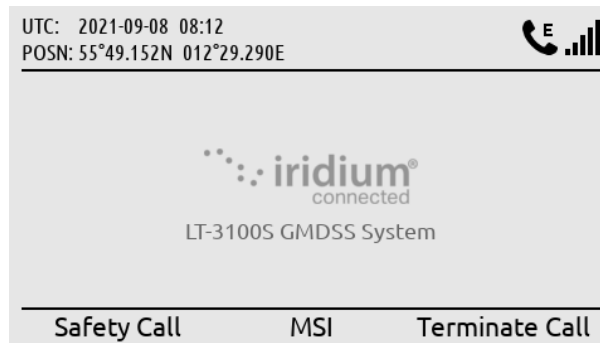 UTC: 2021-09-08 08:12
POSN: 55°49.152N 012°29.290E
E
iridium®
connected
LT-3100S GMDSS System
Safety Call MSI Terminate Call